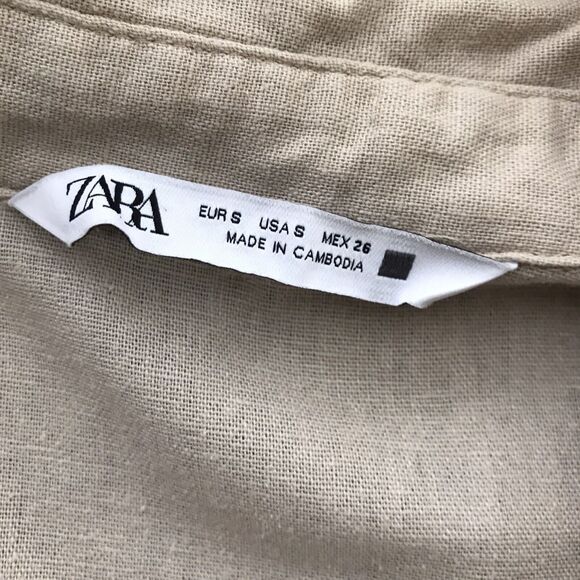 ZARA
EUR S USA S MEX 26
MADE IN CAMBODIA